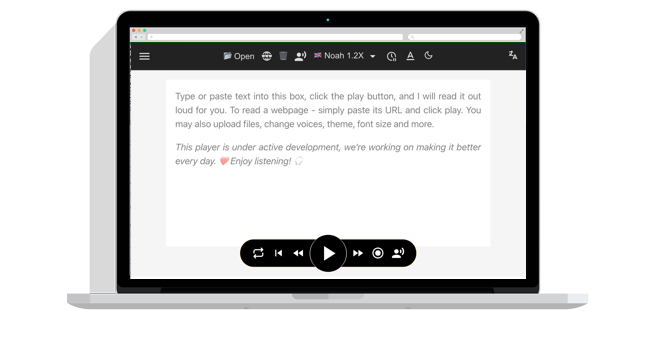 Open Noah 1.2X A Z A
Type or paste text into this box, click the play button, and I will read it out
loud for you. To read a webpage - simply paste its URL and click play. You
may also upload files, change voices, theme, font size and more.
This player is under active development, we're working on making it better
every day. ❤️ Enjoy listening! 🎧